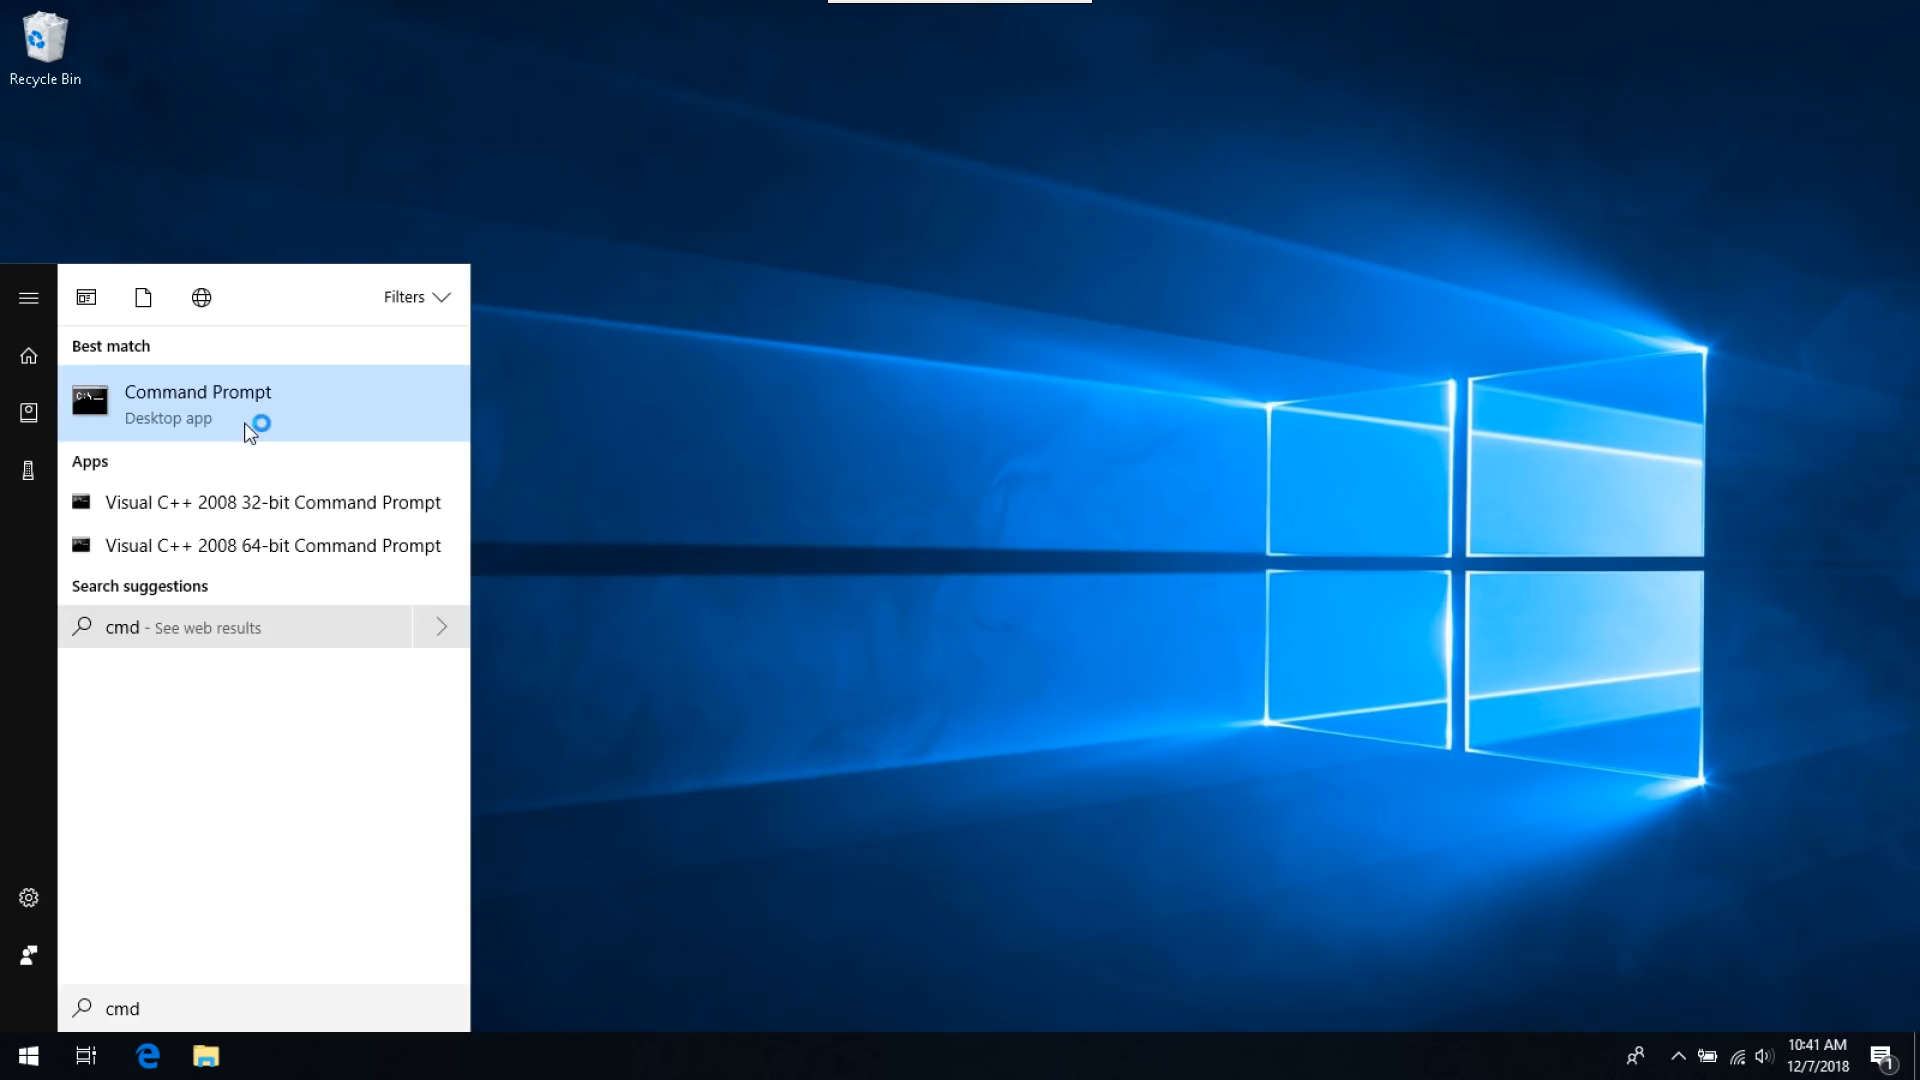 Recycle Bin
Filters
Best match
Command Prompt
Desktop app
Apps
Visual C++ 2008 32-bit Command Prompt
Visual C++ 2008 64-bit Command Prompt
Search suggestions
cmd - See web results
cmd
10:41 AM
12/7/2018
1